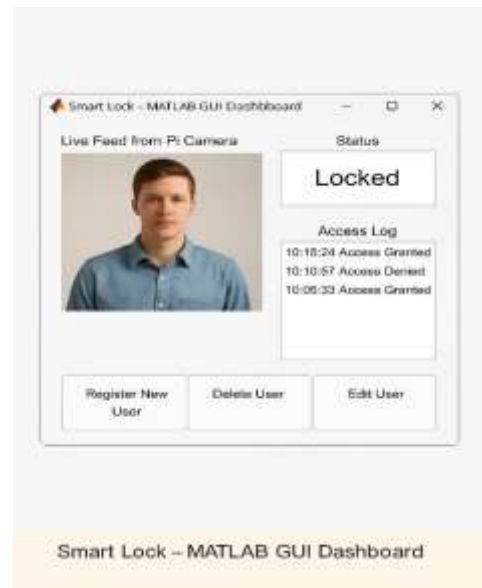 Smart Lock – MATLAB GUI Dashbboard
Live Feed from Pi Camera
Status
Locked
Access Log
10:15:24 Access Granted
10:10:57 Access Denied
10:05:33 Access Granted
Register New
User
Delete User
Edit User
Smart Lock – MATLAB GUI Dashboard